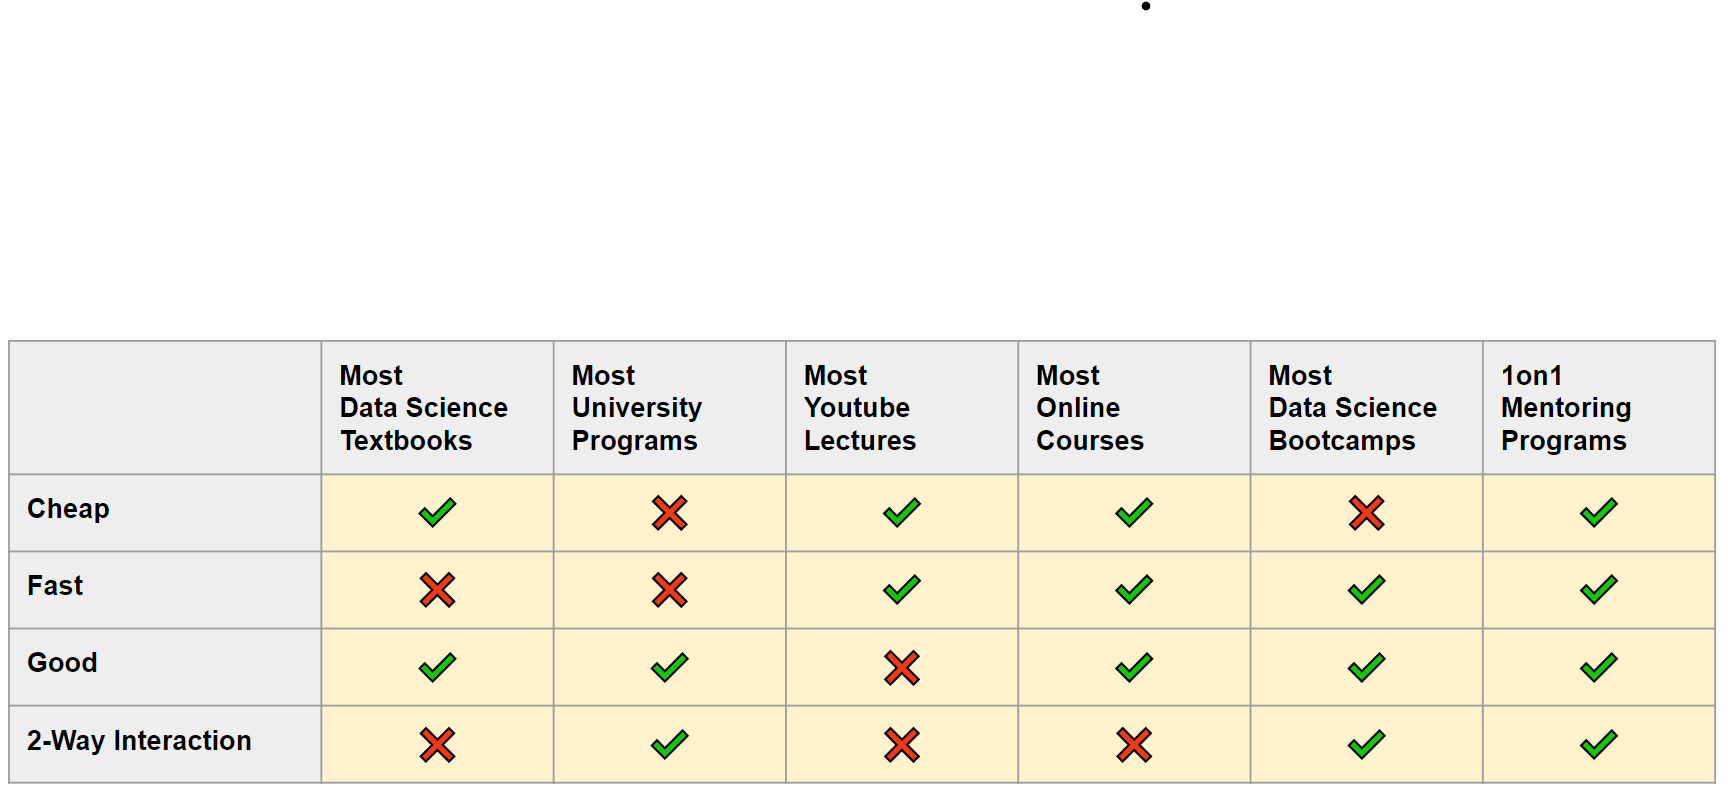 Most
Data Science
Textbooks
Most
University
Programs
Most
Youtube
Lectures
Most
Online
Courses
Most
Data Science
Bootcamps
1on1
Mentoring
Programs
Cheap
Fast
Good
2-Way Interaction